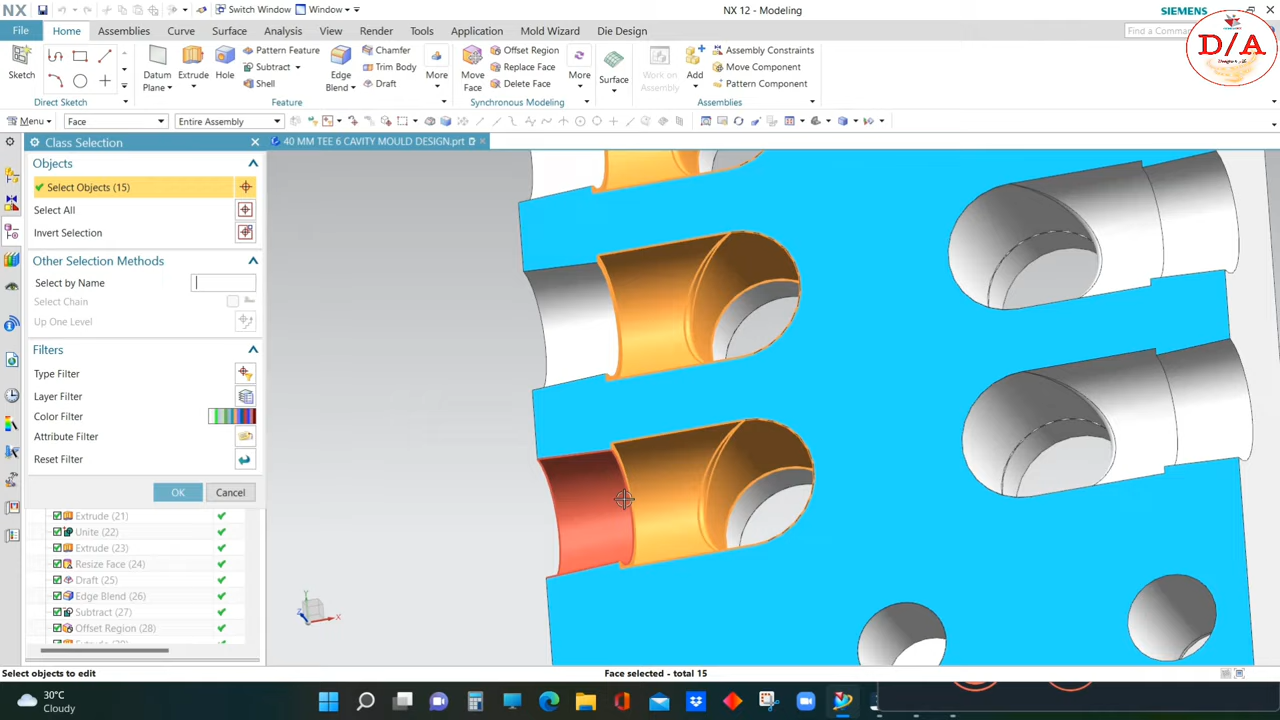 NX
Switch Window
Window
NX 12 - Modeling
SIEMENS
File
Home
Assemblies
Curve
Surface
Analysis
View
Render
Tools
Application
Mold Wizard
Die Design
Find a Comma
D/A
Sketch
Direct Sketch
Datum Plane
Extrude
Hole
Pattern Feature
Subtract
Shell
Edge Blend
Chamfer
Trim Body
Draft
More
Feature
Move Face
Offset Region
Replace Face
Delete Face
More
Synchronous Modeling
Surface
Work on Assembly
Add
Assembly Constraints
Move Component
Pattern Component
Assemblies
Menu
Face
Entire Assembly
Class Selection
40 MM TEE 6 CAVITY MOULD DESIGN.prt
Objects
Select Objects (15)
Select All
Invert Selection
Other Selection Methods
Select by Name
Select Chain
Up One Level
Filters
Type Filter
Layer Filter
Color Filter
Attribute Filter
Reset Filter
OK
Cancel
Extrude (21)
Unite (22)
Extrude (23)
Resize Face (24)
Draft (25)
Edge Blend (26)
Subtract (27)
Offset Region (28)
Y
Z
X
Select objects to edit
Face selected - total 15
30°C
Cloudy